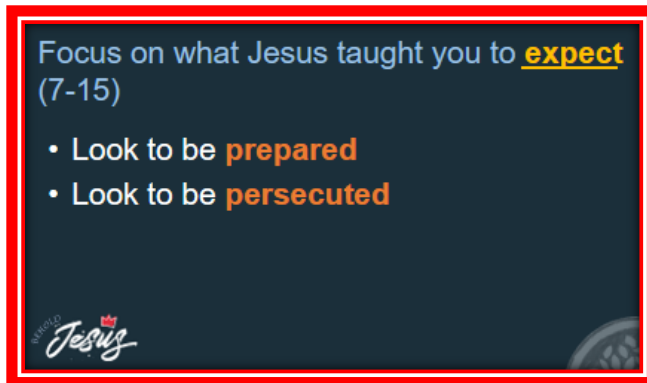 Focus on what Jesus taught you to expect
(7-15)
• Look to be prepared
• Look to be persecuted
BEHOLD
Jesus